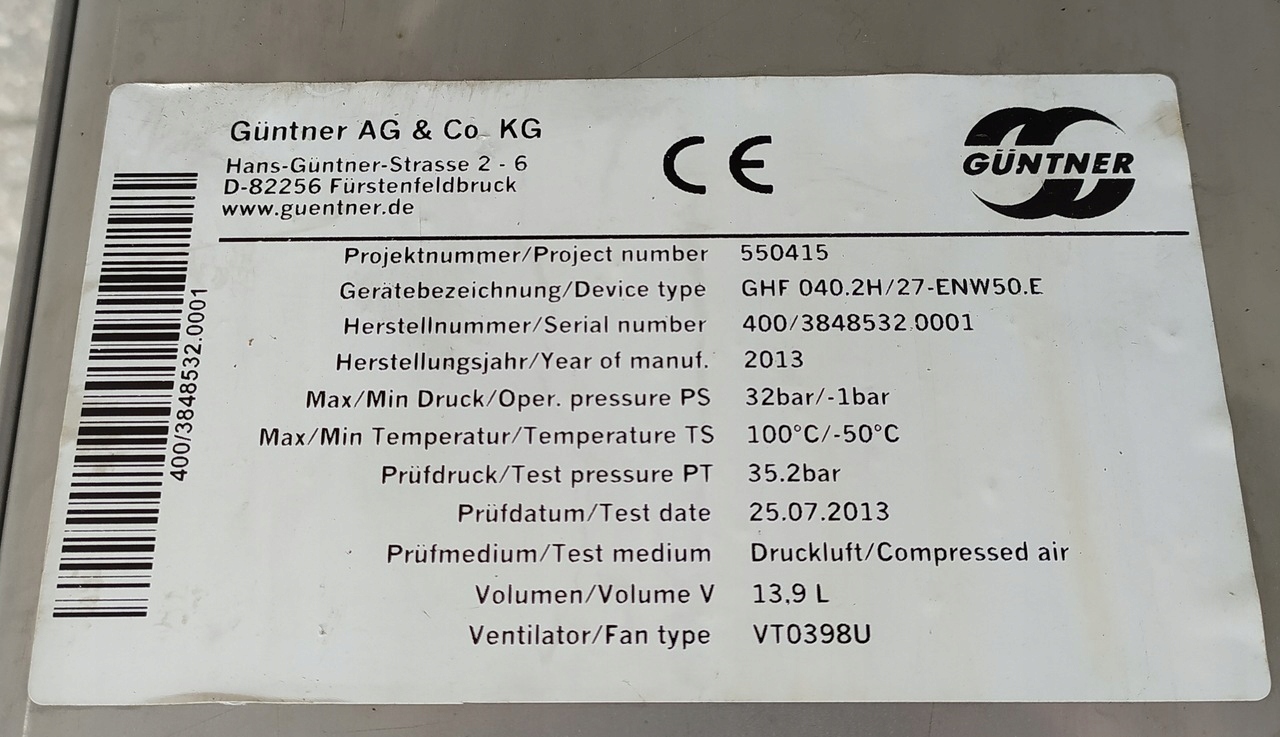 Güntner AG & Co KG
Hans-Güntner-Strasse 2 - 6
D-82256 Fürstenfeldbruck
www.guentner.de
CE
GÜNTNER
Projektnummer/Project number 550415
Gerätebezeichnung/Device type GHF 040.2H/27-ENW50.E
Herstellnummer/Serial number 400/3848532.0001
Herstellungsjahr/Year of manuf. 2013
Max/Min Druck/Oper. pressure PS 32bar/-1bar
Max/Min Temperatur/Temperature TS 100°C/-50°C
Prüfdruck/Test pressure PT 35.2bar
Prüfdatum/Test date 25.07.2013
Prüfmedium/Test medium Druckluft/Compressed air
Volumen/Volume V 13,9 L
Ventilator/Fan type VT0398U
400/3848532.0001